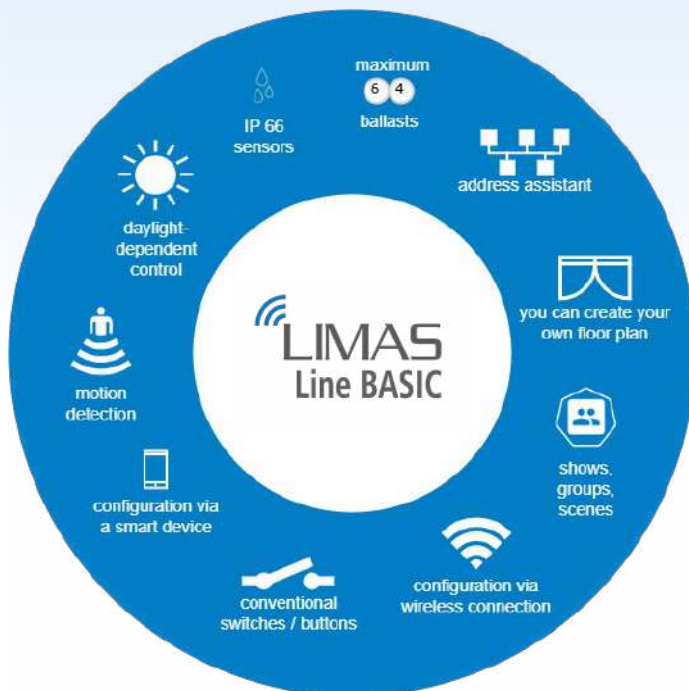 maximum
6 4
ballasts
IP 66
sensors
address assistant
daylight-
dependent
control
you can create your
own floor plan
LIMAS
Line BASIC
motion
detection
shows,
groups,
scenes
configuration via
a smart device
configuration via
wireless connection
conventional
switches / buttons